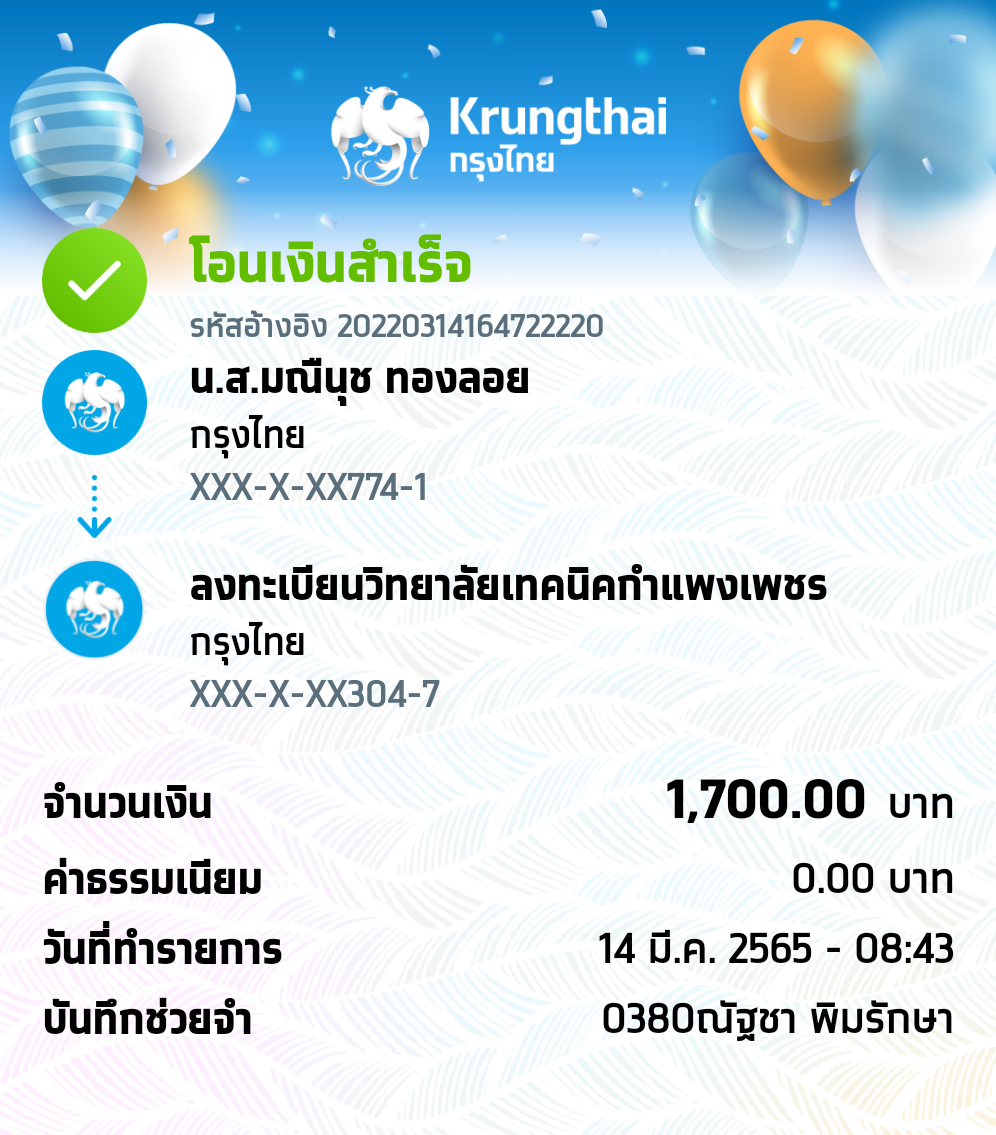 Krungthai
กรุงไทย
โอนเงินสำเร็จ
รหัสอ้างอิง 20220314164722220
น.ส.มณีนุช ทองลอย
กรุงไทย
XXX-X-XX774-1
ลงทะเบียนวิทยาลัยเทคนิคกำแพงเพชร
กรุงไทย
XXX-X-XX304-7
จำนวนเงิน 1,700.00 บาท
ค่าธรรมเนียม 0.00 บาท
วันที่ทำรายการ 14 มี.ค. 2565 - 08:43
บันทึกช่วยจำ 0380ณัฐชา พิมรักษา